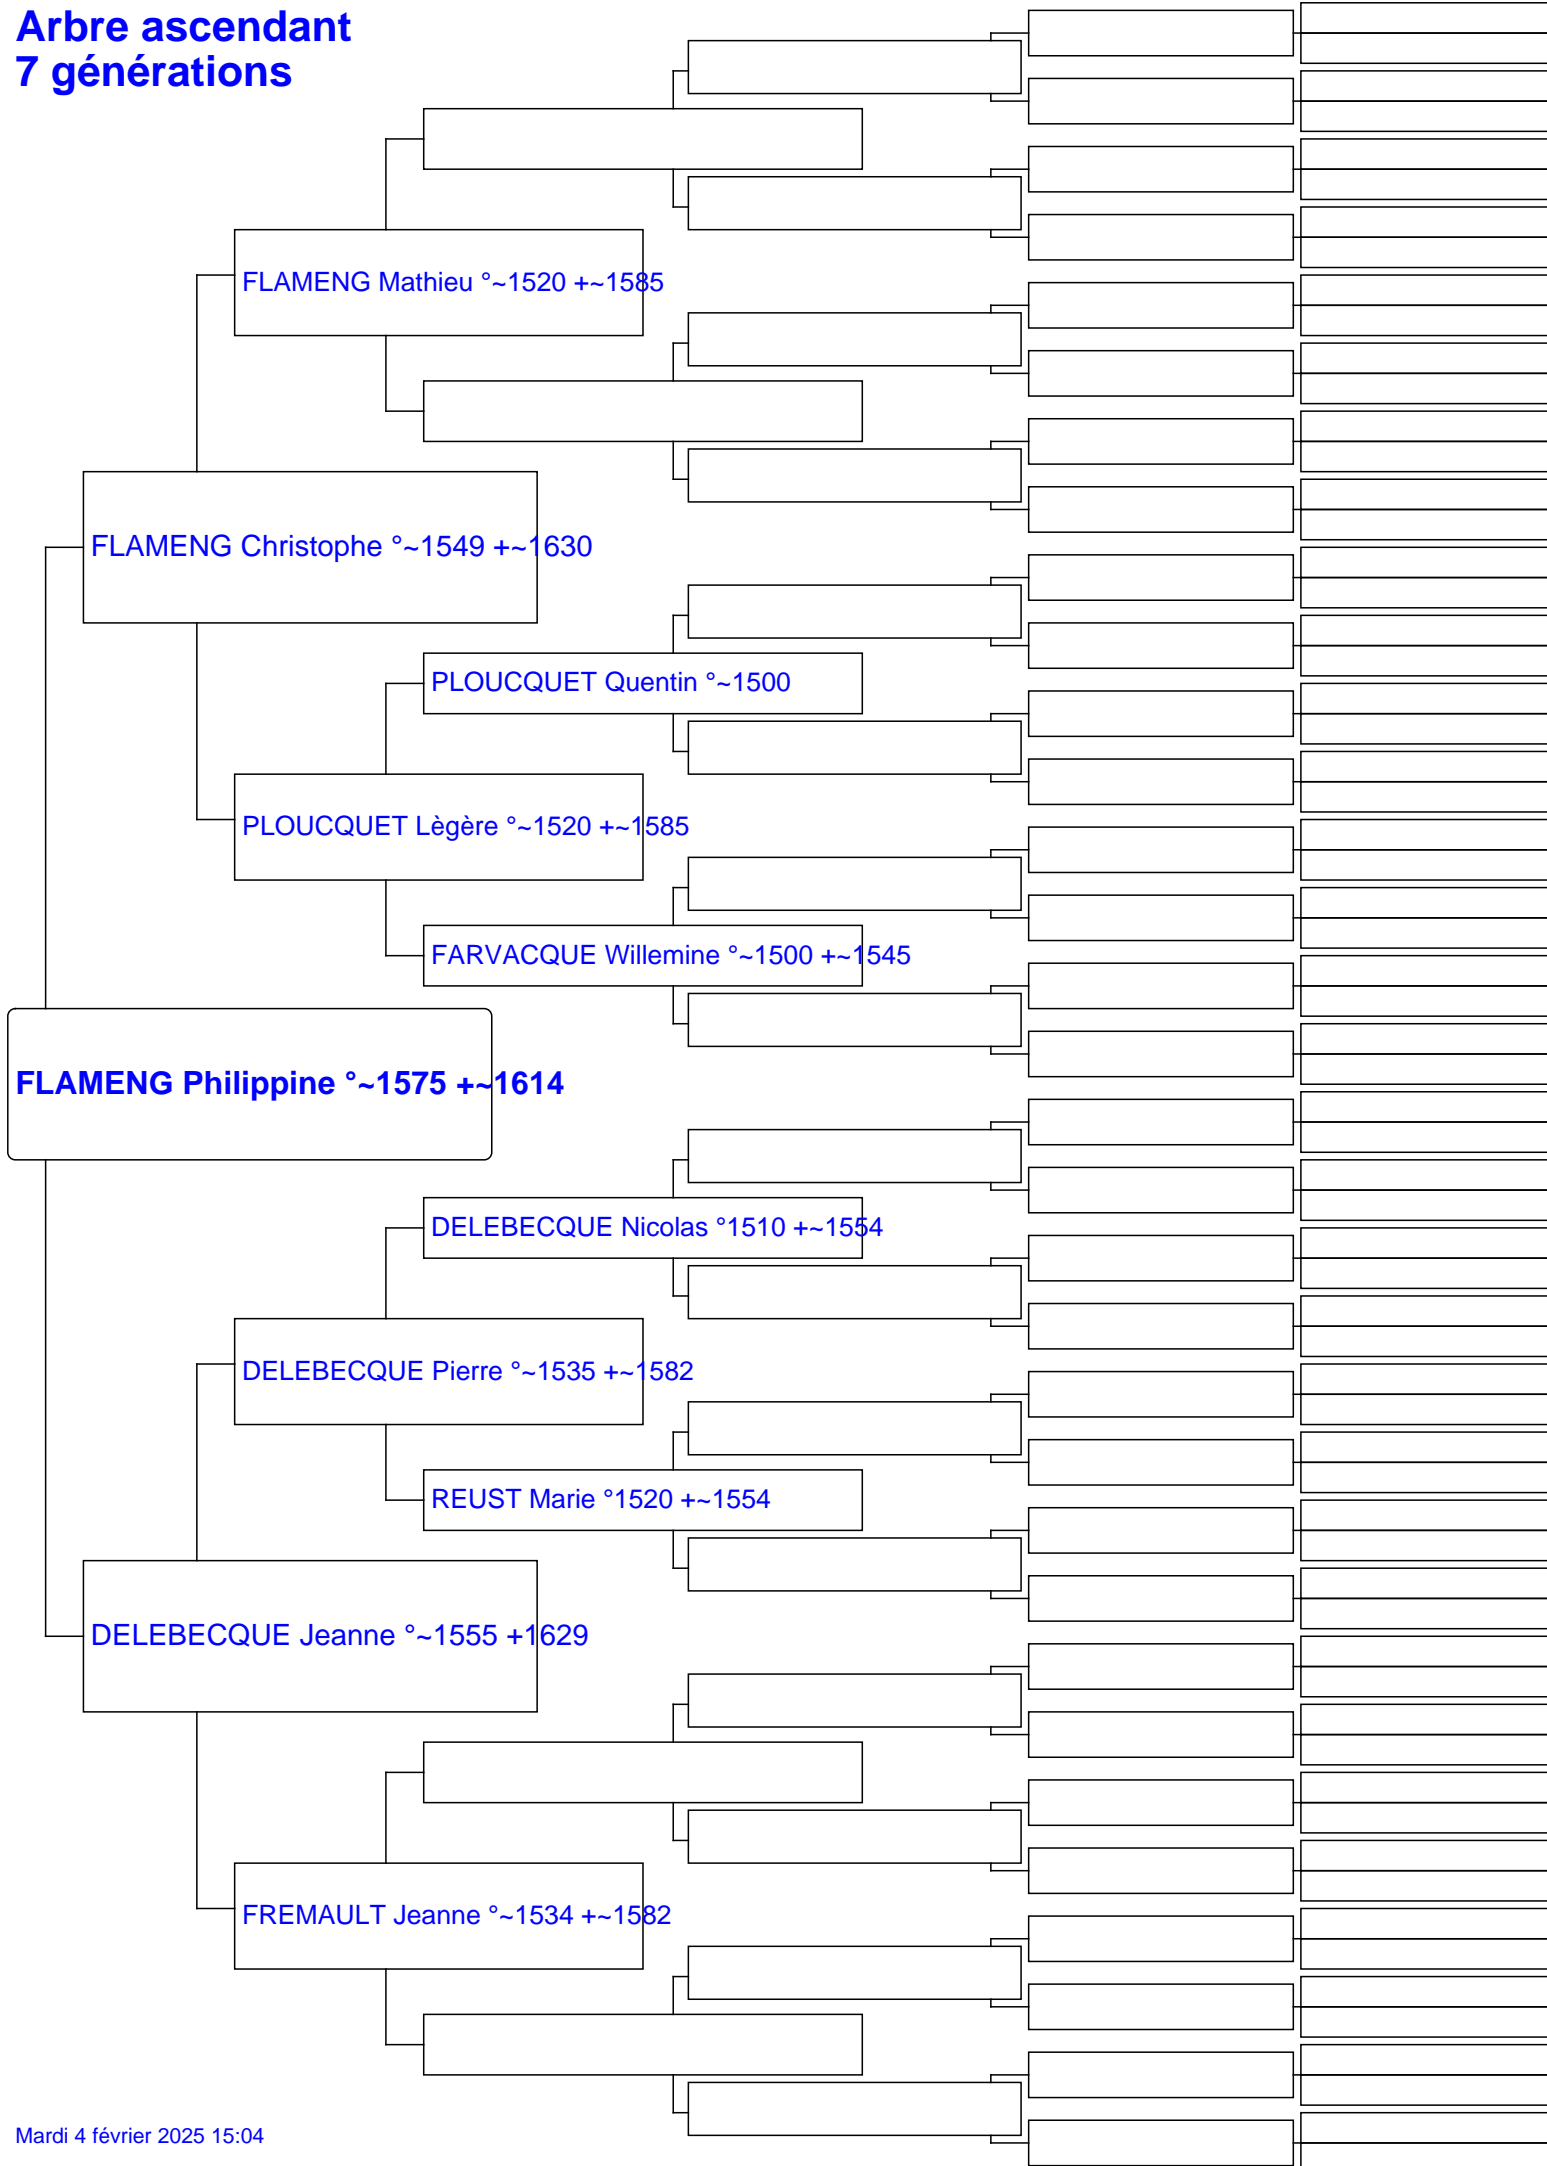 Arbre ascendant
7 générations
FLAMENG Mathieu °~1520 +~1585
FLAMENG Christophe °~1549 +~1630
PLOUCQUET Quentin °~1500
PLOUCQUET Lègère °~1520 +~1585
FARVACQUE Willemine °~1500 +~1545
FLAMENG Philippine °~1575 +~1614
DELEBECQUE Nicolas °1510 +~1554
DELEBECQUE Pierre °~1535 +~1582
REUST Marie °1520 +~1554
DELEBECQUE Jeanne °~1555 +1629
FREMAULT Jeanne °~1534 +~1582
Mardi 4 février 2025 15:04